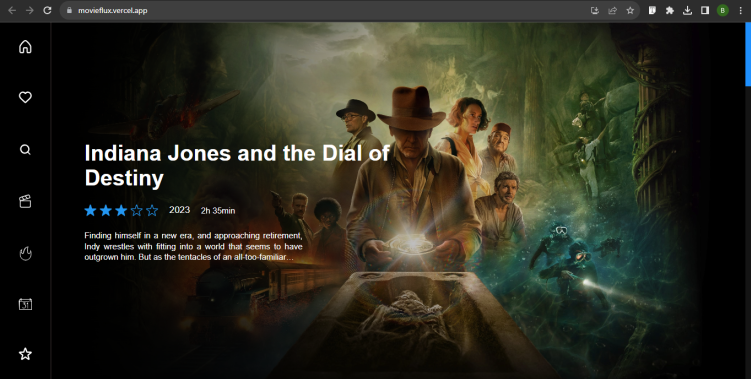 movieflux.vercel.app
B
Indiana Jones and the Dial of
Destiny
2023 2h 35min
Finding himself in a new era, and approaching retirement,
Indy wrestles with fitting into a world that seems to have
outgrown him. But as the tentacles of an all-too-familiar...
31